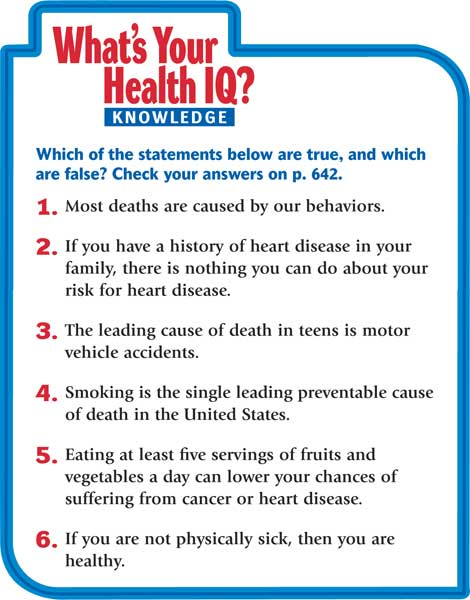 What's Your
Health IQ?
KNOWLEDGE
Which of the statements below are true, and which
are false? Check your answers on p. 642.
1. Most deaths are caused by our behaviors.
2. If you have a history of heart disease in your
family, there is nothing you can do about your
risk for heart disease.
3. The leading cause of death in teens is motor
vehicle accidents.
4. Smoking is the single leading preventable cause
of death in the United States.
5. Eating at least five servings of fruits and
vegetables a day can lower your chances of
suffering from cancer or heart disease.
6. If you are not physically sick, then you are
healthy.